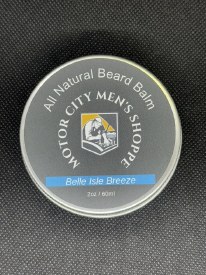 All Natural Beard Balm
MOTOR CITY MEN'S SHOPPE
Belle Isle Breeze
2oz / 60ml